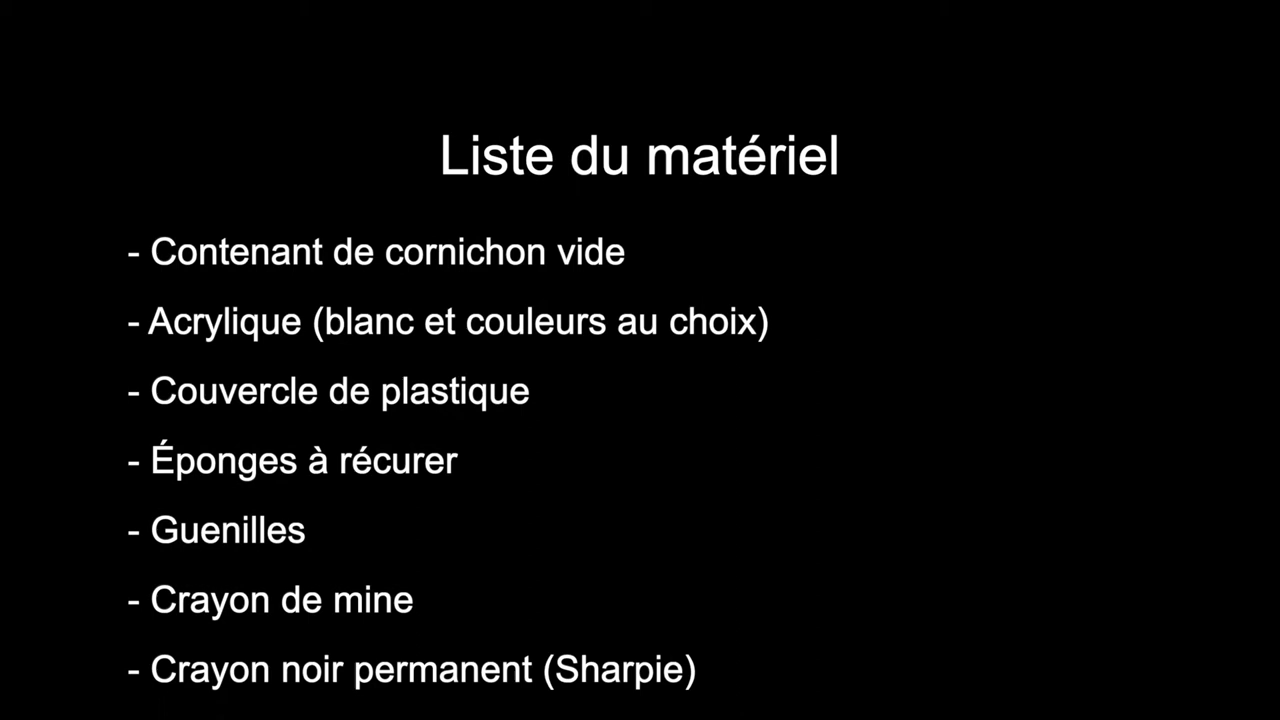 Liste du matériel
- Contenant de cornichon vide
- Acrylique (blanc et couleurs au choix)
- Couvercle de plastique
- Éponges à récurer
- Guenilles
- Crayon de mine
- Crayon noir permanent (Sharpie)